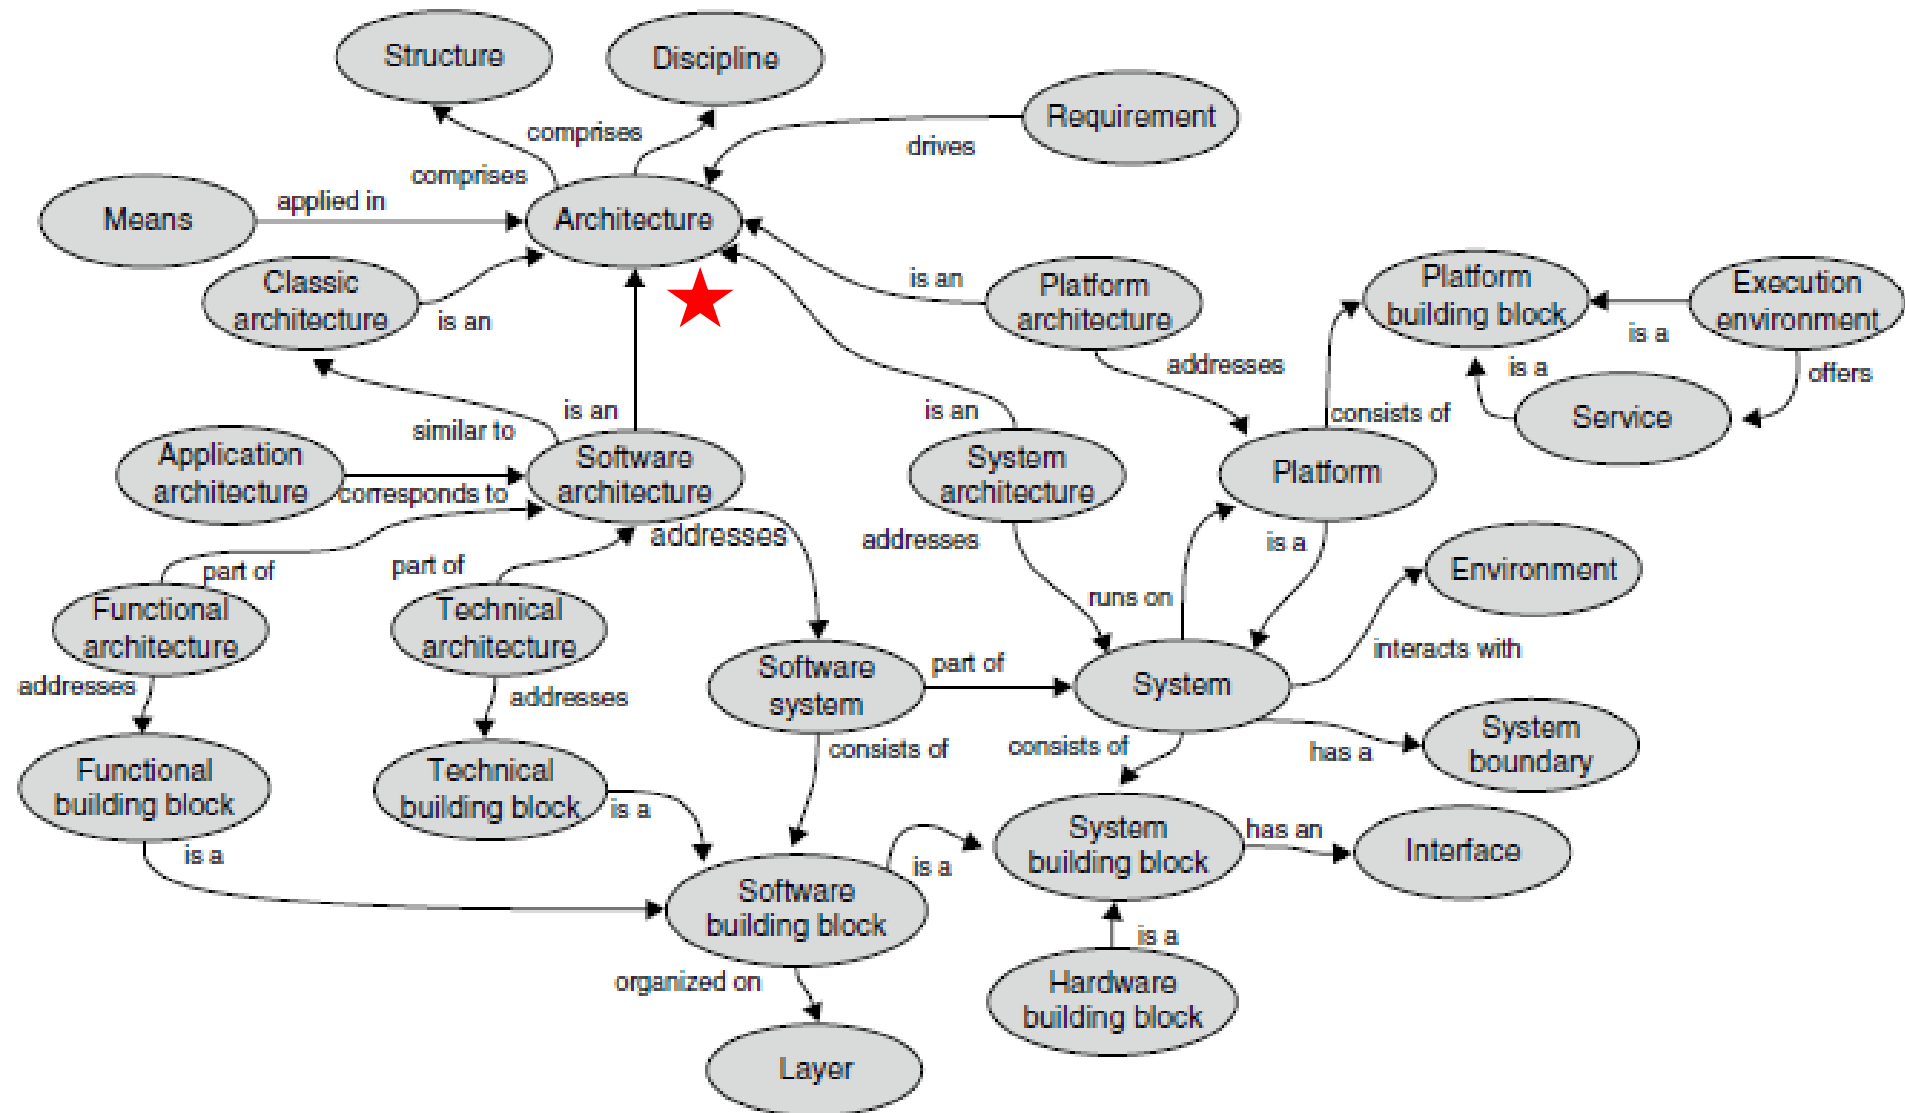 Structure
Discipline
Requirement
comprises
drives
comprises
Means
applied in
Architecture
Classic
architecture
is an
is an
Platform
architecture
Platform
building block
Execution
environment
is a
addresses
is a
offers
similar to
is an
is an
consists of
Service
Application
architecture
corresponds to
Software
architecture
System
architecture
Platform
addresses
addresses
is a
part of
part of
Environment
Functional
architecture
Technical
architecture
runs on
interacts with
addresses
addresses
Software
system
part of
System
System
boundary
consists of
consists of
has a
Functional
building block
Technical
building block
is a
System
building block
has an
Interface
is a
is a
Software
building block
is a
organized on
Hardware
building block
Layer